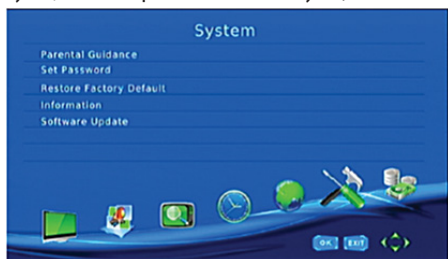 System
Parental Guidance
Set Password
Restore Factory Default
Information
Software Update
OK EXIT